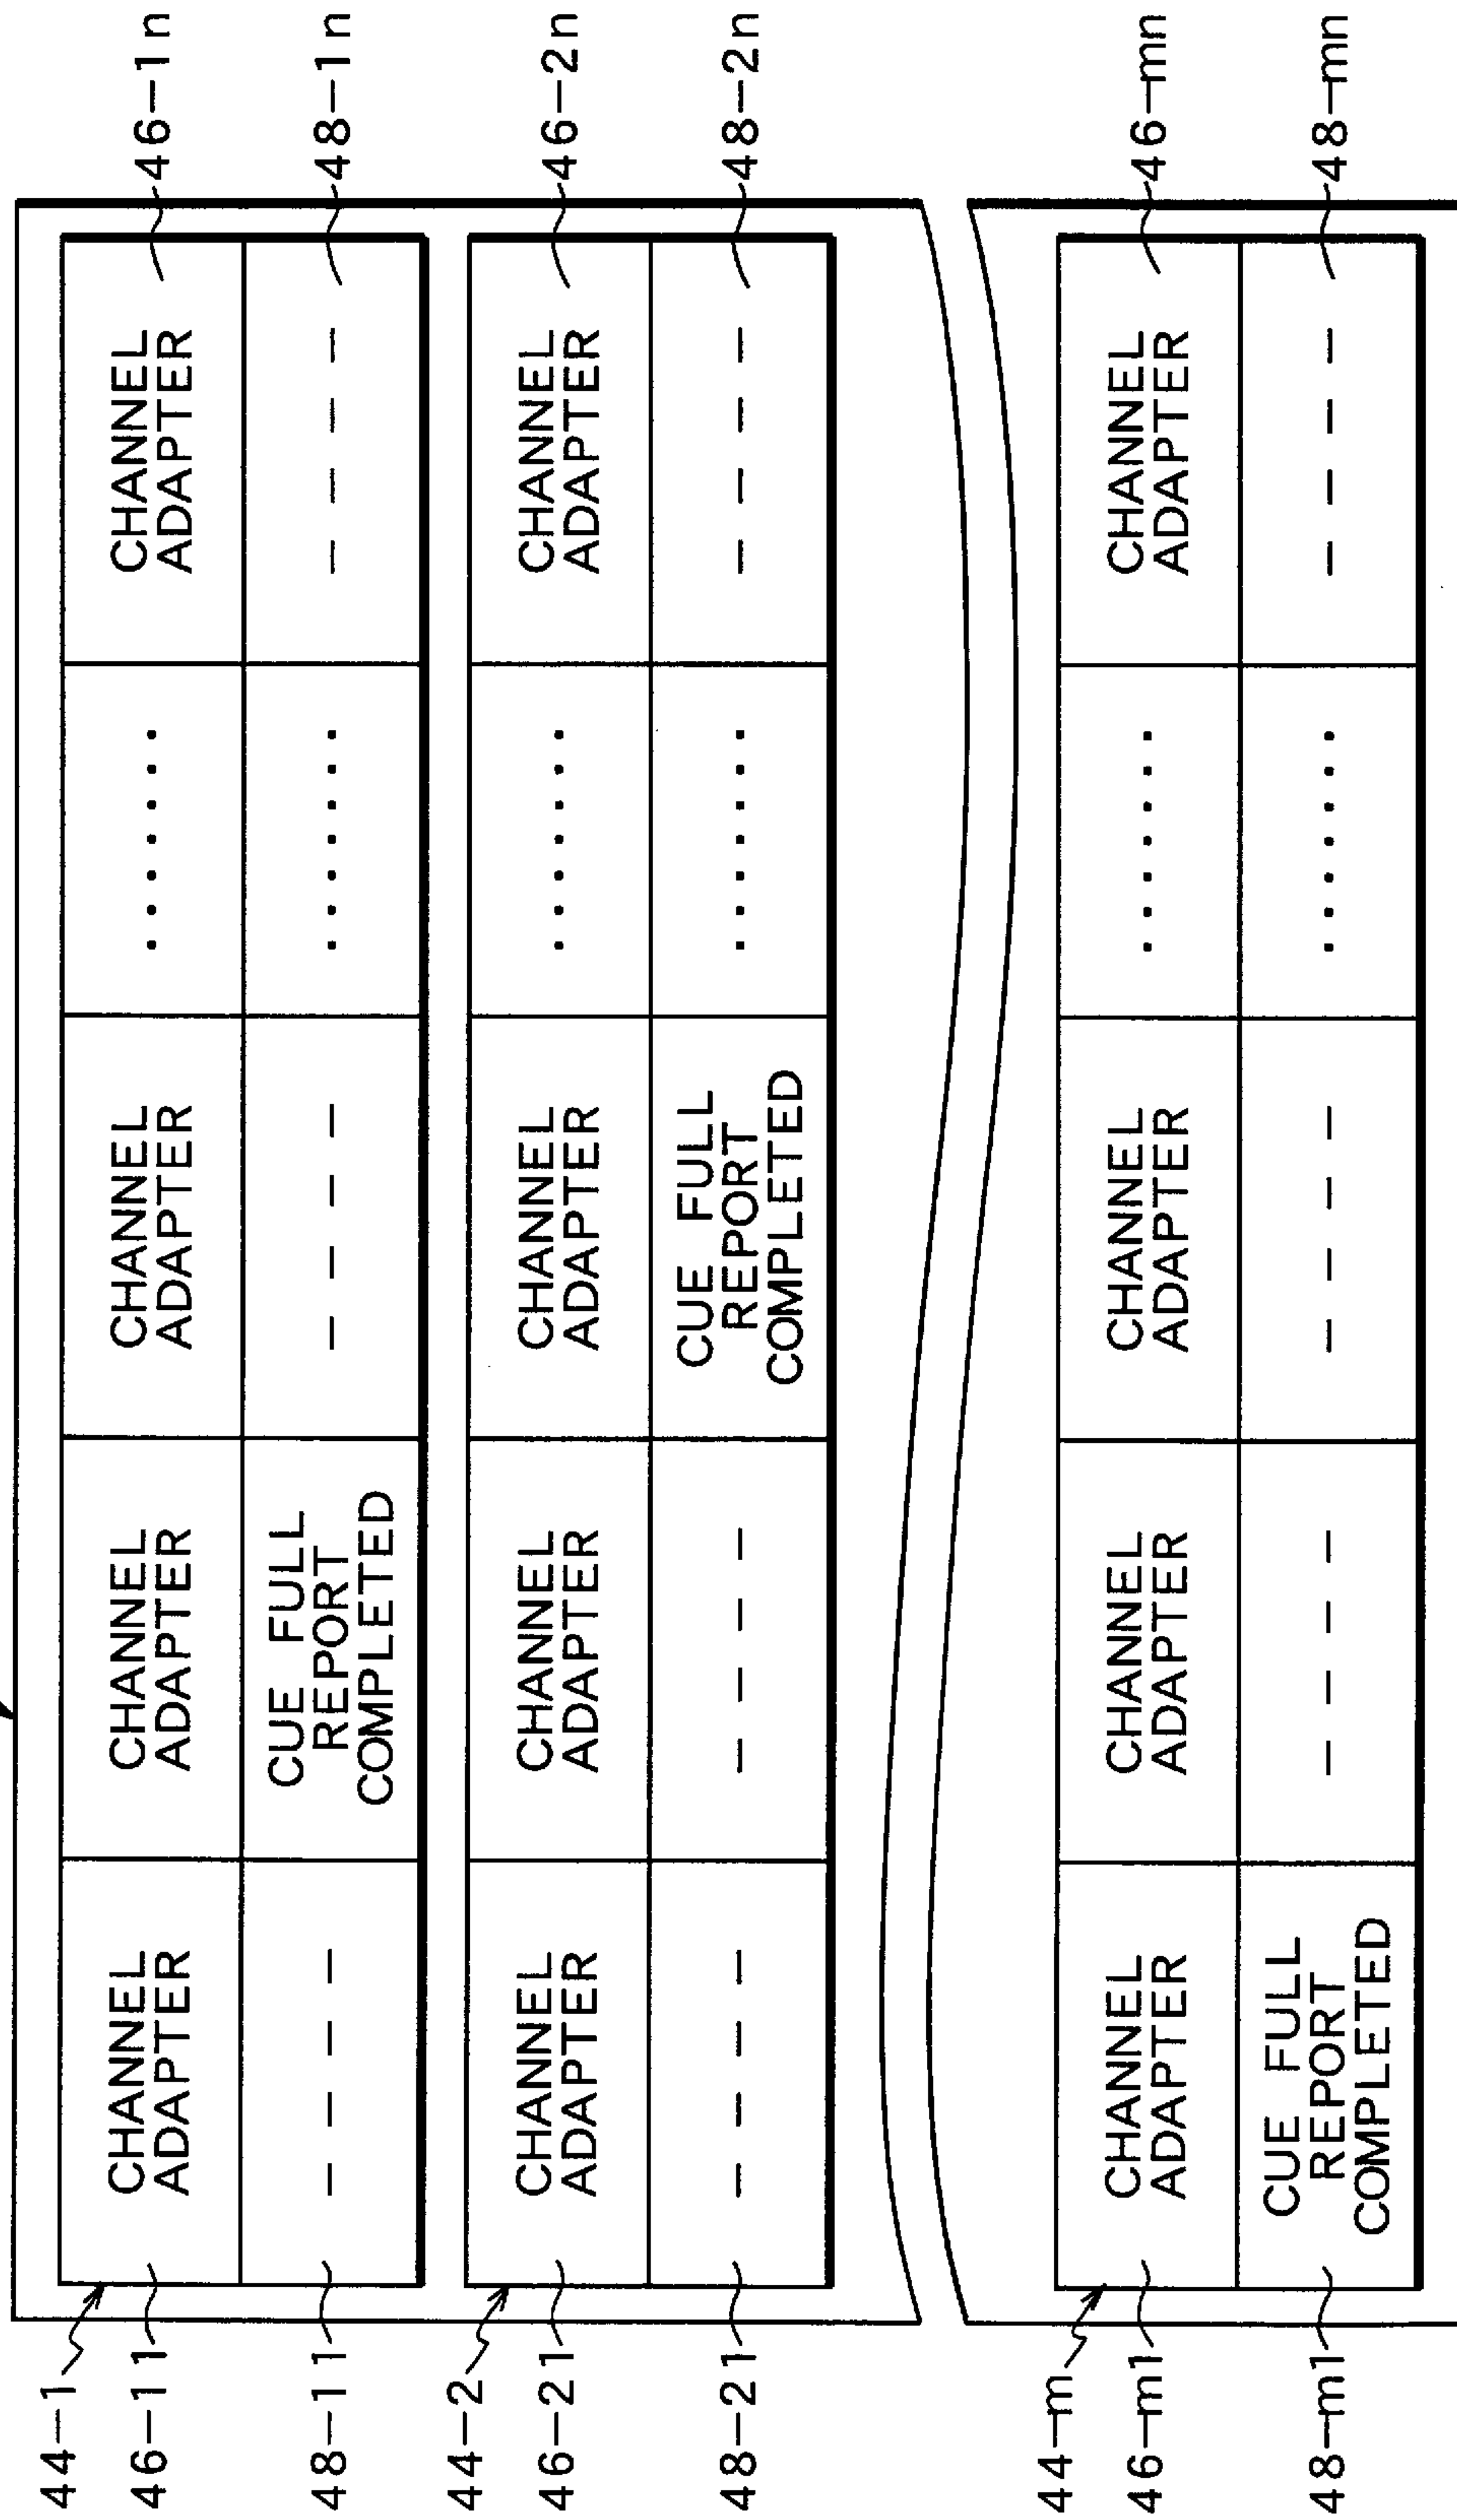 44-1
46-11
CHANNEL
ADAPTER
CHANNEL
ADAPTER
CHANNEL
ADAPTER
.......
CHANNEL
ADAPTER
46-1n
48-11
— — — —
CUE FULL
REPORT
COMPLETED
— — — —
.......
— — — —
48-1n
44-2
46-21
CHANNEL
ADAPTER
CHANNEL
ADAPTER
CHANNEL
ADAPTER
.......
CHANNEL
ADAPTER
46-2n
48-21
— — — —
— — — —
CUE FULL
REPORT
COMPLETED
.......
— — — —
48-2n
44-m
46-m1
CHANNEL
ADAPTER
CHANNEL
ADAPTER
CHANNEL
ADAPTER
.......
CHANNEL
ADAPTER
46-mn
48-m1
CUE FULL
REPORT
COMPLETED
— — — —
— — — —
.......
— — — —
48-mn